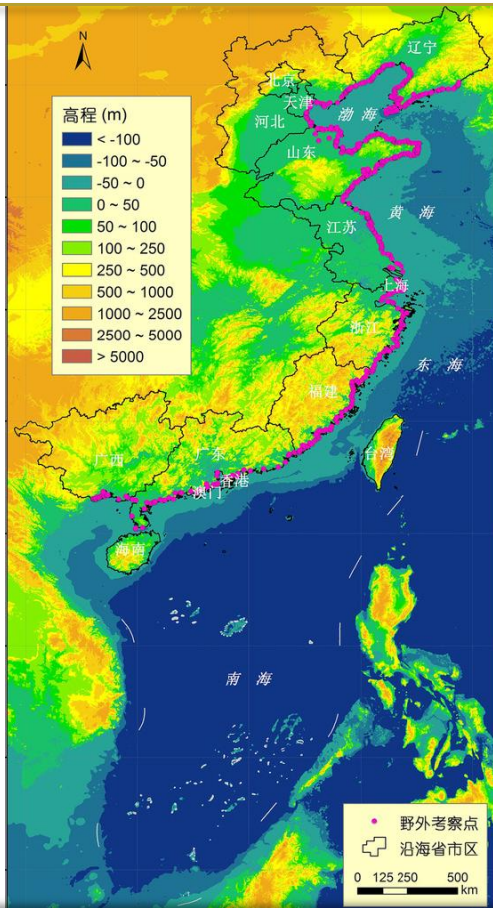 N
辽宁
北京
天津
渤 海
河北
山东
黄 海
江苏
上海
浙江
东 海
福建
台湾
广西
广东
香港
澳门
海南
南 海
高程 (m)
< -100
-100 ~ -50
-50 ~ 0
0 ~ 50
50 ~ 100
100 ~ 250
250 ~ 500
500 ~ 1000
1000 ~ 2500
2500 ~ 5000
> 5000
野外考察点
沿海省市区
0 125 250 500
km